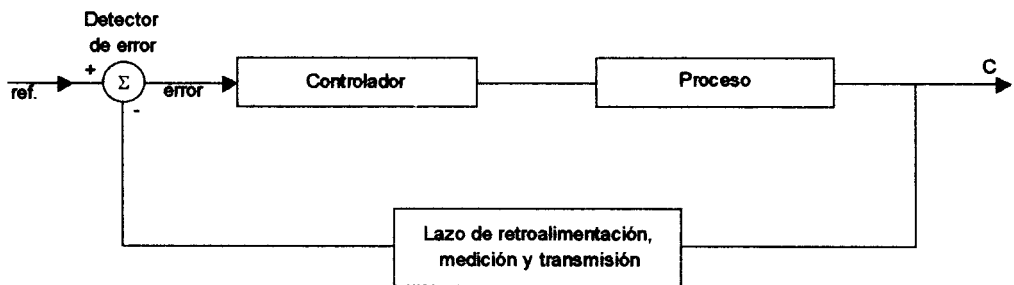 Detector
de error
+
ref.
Σ
-
error
Controlador
Proceso
C
Lazo de retroalimentación,
medición y transmisión